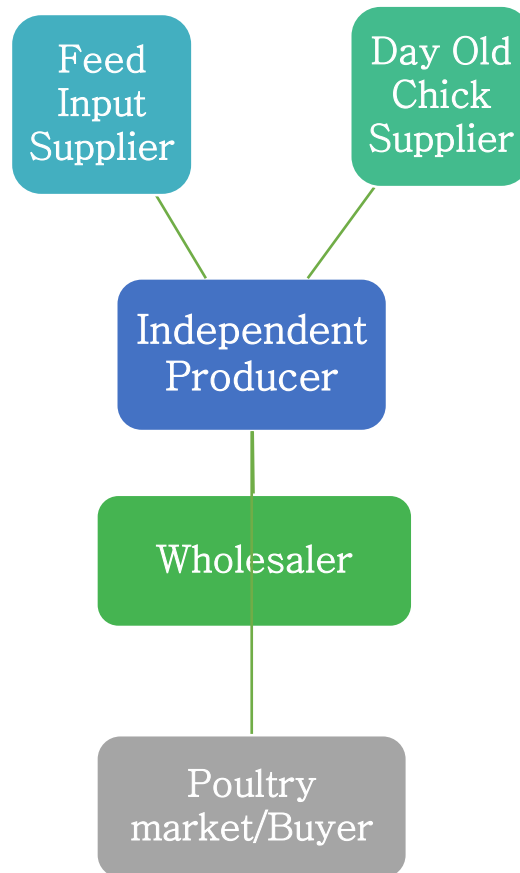 Feed
Input
Supplier
Day Old
Chick
Supplier
Independent
Producer
Wholesaler
Poultry
market/Buyer